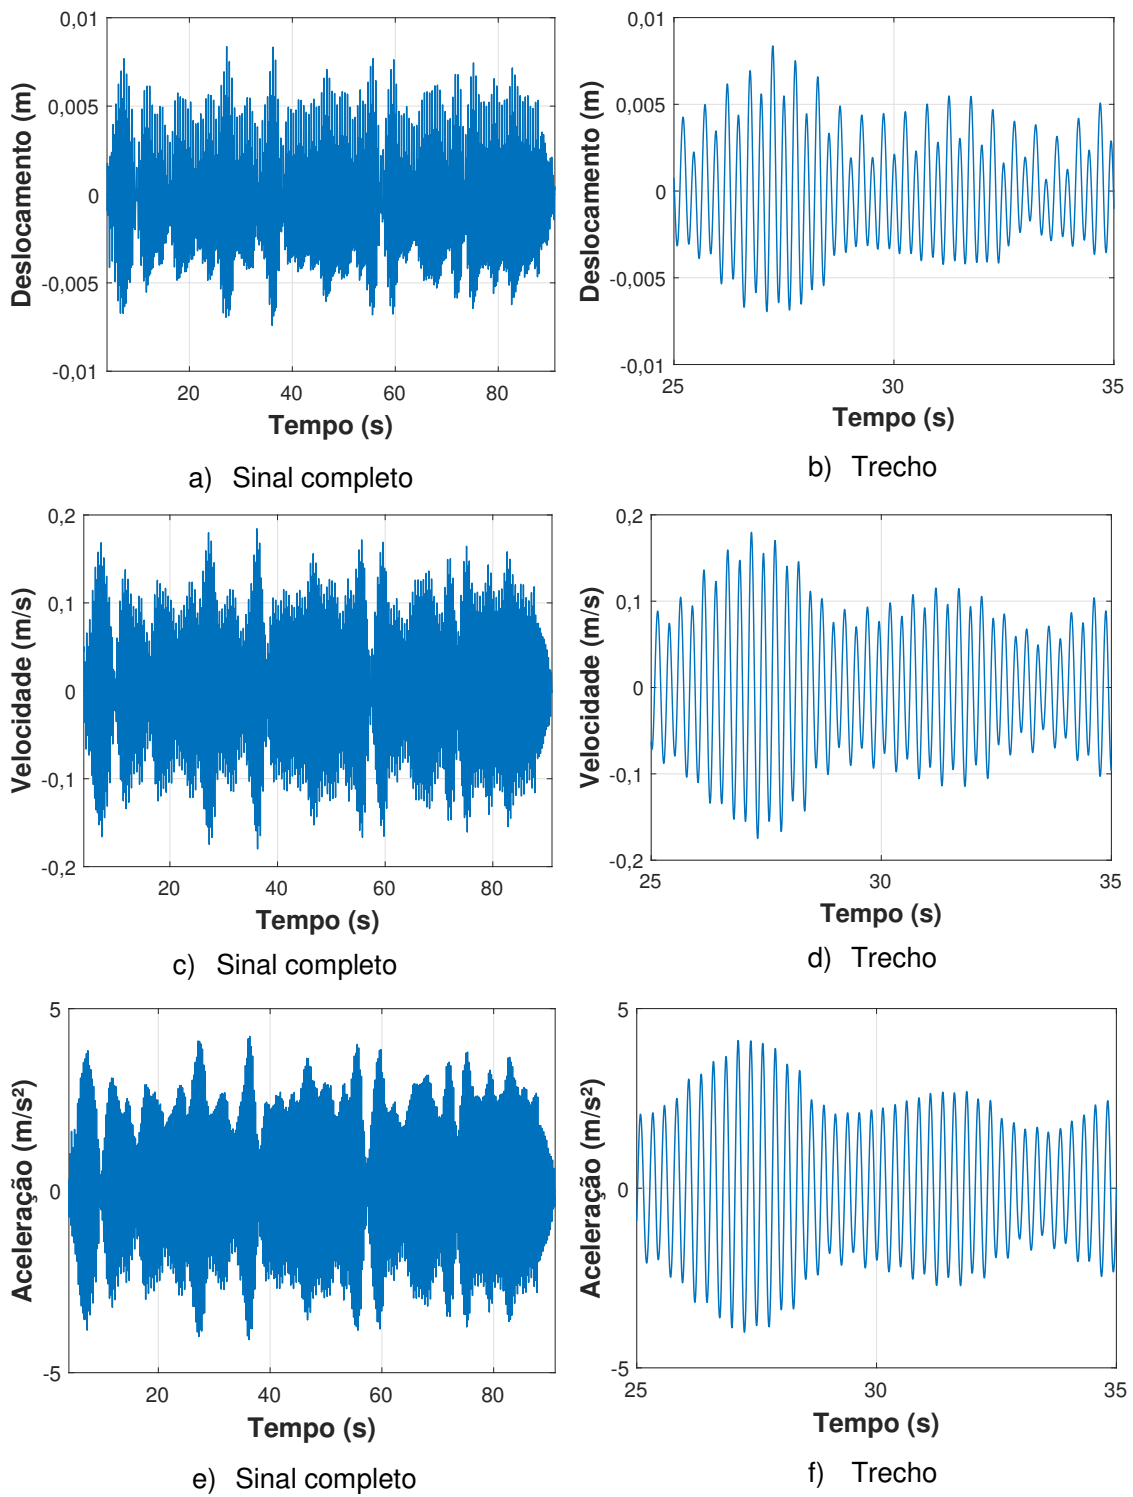 0,01
0,005
0
-0,005
-0,01
Deslocamento (m)
20 40 60 80
Tempo (s)
a) Sinal completo
0,01
0,005
0
-0,005
-0,01
Deslocamento (m)
25 30 35
Tempo (s)
b) Trecho
0,2
0,1
0
-0,1
-0,2
Velocidade (m/s)
20 40 60 80
Tempo (s)
c) Sinal completo
0,2
0,1
0
-0,1
-0,2
Velocidade (m/s)
25 30 35
Tempo (s)
d) Trecho
5
0
-5
Aceleração (m/s²)
20 40 60 80
Tempo (s)
e) Sinal completo
5
0
-5
Aceleração (m/s²)
25 30 35
Tempo (s)
f) Trecho